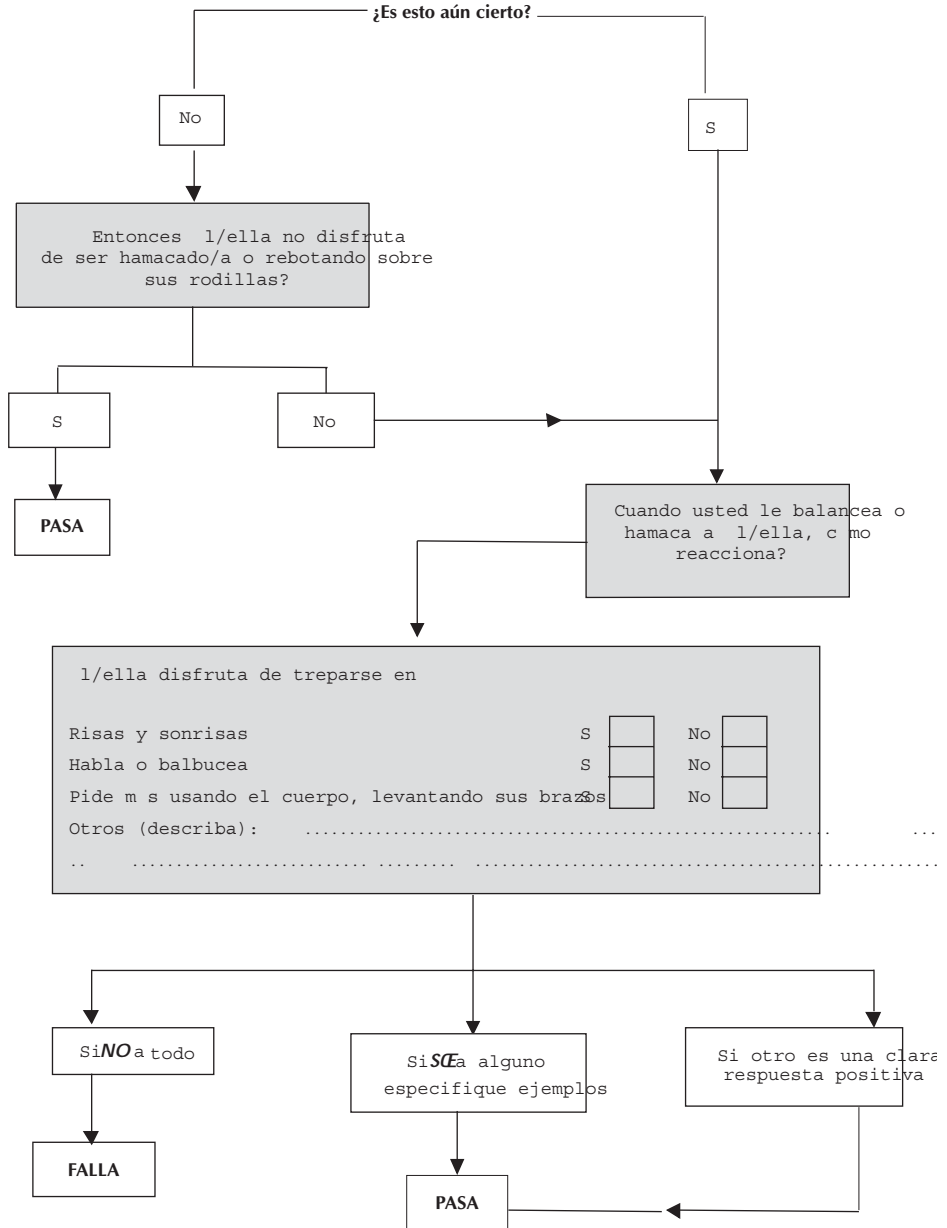 ¿Es esto aún cierto?
No
S
Entonces l/ella no disfruta
de ser hamacado/a o rebotando sobre
sus rodillas?
S
No
PASA
Cuando usted le balancea o
hamaca a l/ella, c mo
reacciona?
l/ella disfruta de treparse en
Risas y sonrisas S No
Habla o balbucea S No
Pide m s usando el cuerpo, levantando sus brazos S No
Otros (describa): ............................................................ ....
.. ........................... ......... ......................................................
Si NO a todo
Si SŒa alguno
especifique ejemplos
Si otro es una clara
respuesta positiva
FALLA
PASA